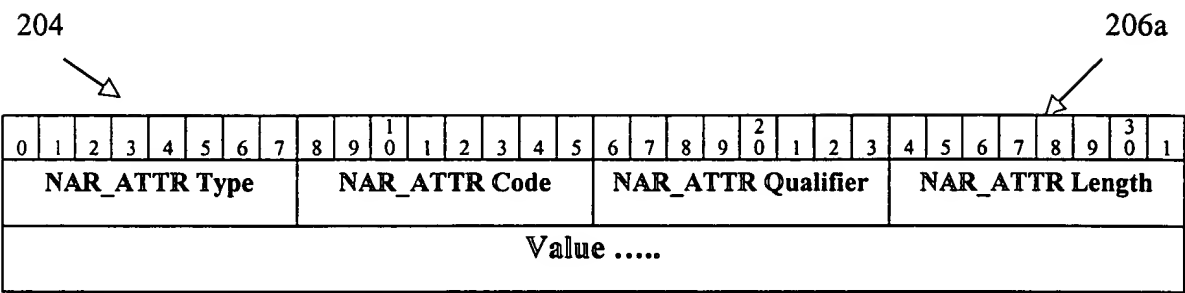 204 206a
1 2 3
0 1 2 3 4 5 6 7 8 9 0 1 2 3 4 5 6 7 8 9 0 1 2 3 4 5 6 7 8 9 0 1
NAR_ATTR Type NAR_ATTR Code NAR_ATTR Qualifier NAR_ATTR Length
Value .....